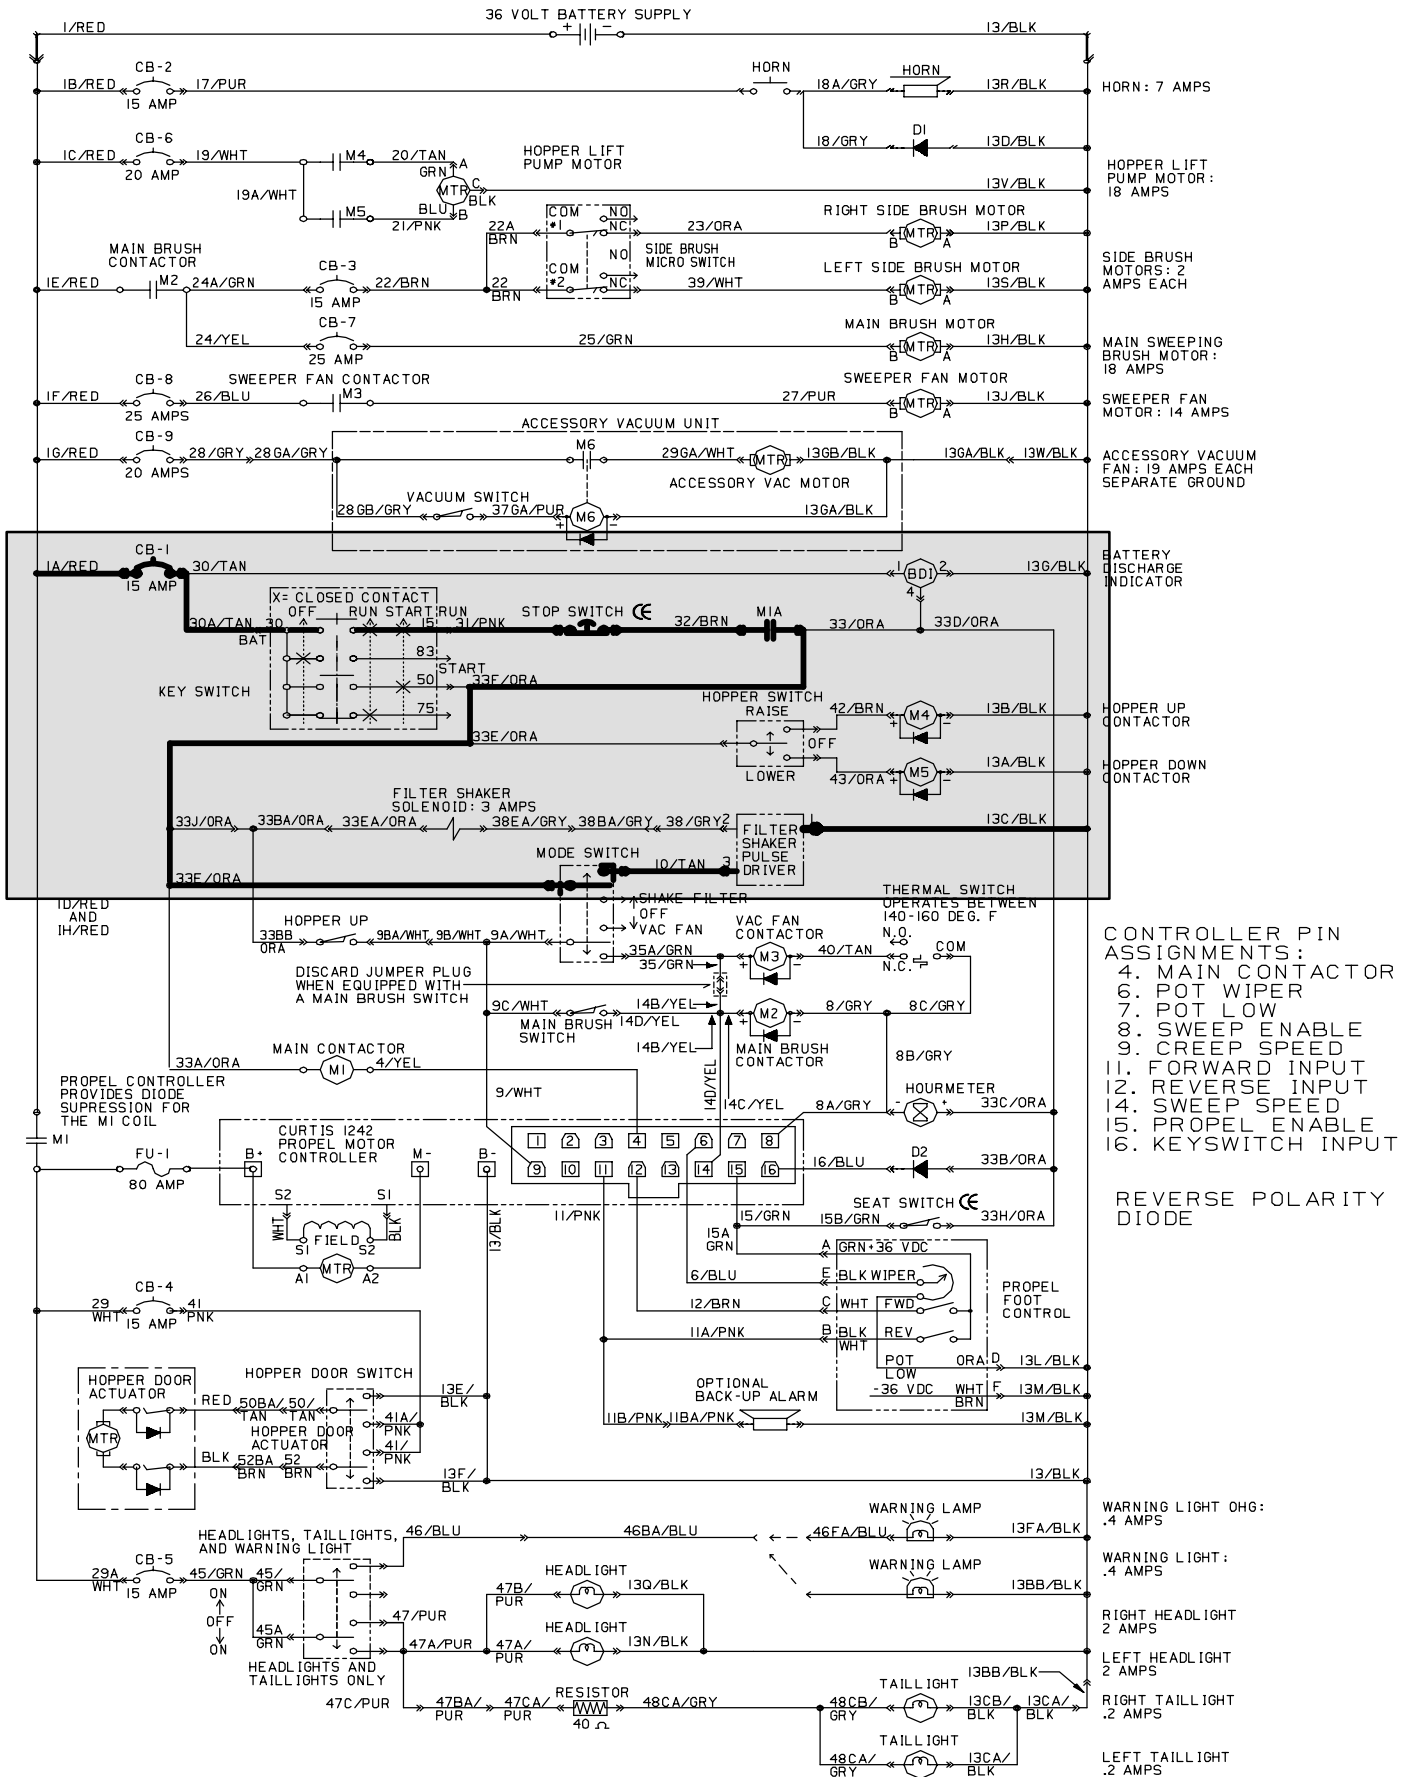 36 VOLT BATTERY SUPPLY
1/RED
+ -
13/BLK
CB-2
HORN
HORN
1B/RED
17/PUR
15 AMP
18A/GRY
13R/BLK
HORN: 7 AMPS
D1
18/GRY
13D/BLK
CB-6
1C/RED
19/WHT
20 AMP
M4
20/TAN
GRN
A
HOPPER LIFT
PUMP MOTOR
MTR
C
BLK
13V/BLK
HOPPER LIFT
PUMP MOTOR:
18 AMPS
19A/WHT
M5
BLU
B
21/PNK
COM
#1
NO
NC
22A
BRN
23/ORA
RIGHT SIDE BRUSH MOTOR
MTR
B
A
13P/BLK
SIDE BRUSH
MICRO SWITCH
MAIN BRUSH
CONTACTOR
M2
1E/RED
24A/GRN
CB-3
15 AMP
22/BRN
22
BRN
COM
#2
NO
NC
39/WHT
LEFT SIDE BRUSH MOTOR
MTR
B
A
13S/BLK
SIDE BRUSH
MOTORS: 2
AMPS EACH
CB-7
24/YEL
25 AMP
25/GRN
MAIN BRUSH MOTOR
MTR
B
A
13H/BLK
MAIN SWEEPING
BRUSH MOTOR:
18 AMPS
CB-8
1F/RED
25 AMPS
26/BLU
SWEEPER FAN CONTACTOR
M3
27/PUR
SWEEPER FAN MOTOR
MTR
B
A
13J/BLK
SWEEPER FAN
MOTOR: 14 AMPS
ACCESSORY VACUUM UNIT
CB-9
1G/RED
20 AMPS
28/GRY
28GA/GRY
M6
29GA/WHT
MTR
13GB/BLK
13GA/BLK
13W/BLK
ACCESSORY VAC MOTOR
ACCESSORY VACUUM
FAN: 19 AMPS EACH
SEPARATE GROUND
VACUUM SWITCH
28GB/GRY
37GA/PUR
M6
+
-
13GA/BLK
CB-1
1A/RED
15 AMP
30/TAN
1
BDI
2
4
13G/BLK
BATTERY
DISCHARGE
INDICATOR
X= CLOSED CONTACT
OFF
RUN START RUN
30A/TAN
30
BAT
15
31/PNK
STOP SWITCH CE
32/BRN
M1A
33/ORA
33D/ORA
83
START
50
33F/ORA
75
KEY SWITCH
HOPPER SWITCH
RAISE
OFF
LOWER
33E/ORA
42/BRN
M4
+
-
13B/BLK
HOPPER UP
CONTACTOR
43/ORA
M5
+
-
13A/BLK
HOPPER DOWN
CONTACTOR
FILTER SHAKER
SOLENOID: 3 AMPS
33J/ORA
33BA/ORA
33EA/ORA
38EA/GRY
38BA/GRY
38/GRY
2
FILTER
SHAKER
PULSE
DRIVER
1
13C/BLK
MODE SWITCH
10/TAN
3
33E/ORA
1D/RED
AND
1H/RED
SHAKE FILTER
OFF
VAC FAN
THERMAL SWITCH
OPERATES BETWEEN
140-160 DEG. F
N.O.
COM
N.C.
HOPPER UP
33BB
ORA
9BA/WHT
9B/WHT
9A/WHT
VAC FAN
CONTACTOR
35A/GRN
35/GRN
M3
+
-
40/TAN
DISCARD JUMPER PLUG
WHEN EQUIPPED WITH
A MAIN BRUSH SWITCH
9C/WHT
MAIN BRUSH
SWITCH
14B/YEL
14D/YEL
14B/YEL
M2
+
-
MAIN BRUSH
CONTACTOR
8/GRY
8C/GRY
8B/GRY
MAIN CONTACTOR
33A/ORA
M1
4/YEL
PROPEL CONTROLLER
PROVIDES DIODE
SUPRESSION FOR
THE M1 COIL
M1
9/WHT
14D/YEL
14C/YEL
8A/GRY
HOURMETER
-
+
33C/ORA
CONTROLLER PIN
ASSIGNMENTS:
4. MAIN CONTACTOR
6. POT WIPER
7. POT LOW
8. SWEEP ENABLE
9. CREEP SPEED
11. FORWARD INPUT
12. REVERSE INPUT
14. SWEEP SPEED
15. PROPEL ENABLE
16. KEYSWITCH INPUT
REVERSE POLARITY
DIODE
CURTIS 1242
PROPEL MOTOR
CONTROLLER
FU-1
80 AMP
B+
M-
B-
1 2 3 4 5 6 7 8
9 10 11 12 13 14 15 16
16/BLU
D2
33B/ORA
S2
S1
WHT
BLK
S1
FIELD
S2
A1
MTR
A2
13/BLK
11/PNK
15A
GRN
15/GRN
15B/GRN
SEAT SWITCH CE
33H/ORA
A
GRN+36 VDC
6/BLU
E
BLK WIPER
12/BRN
C
WHT
FWD
11A/PNK
B
BLK
WHT
REV
POT
LOW
ORA
D
13L/BLK
-36 VDC
WHT
BRN
F
13M/BLK
PROPEL
FOOT
CONTROL
CB-4
29
WHT
15 AMP
41
PNK
HOPPER DOOR
ACTUATOR
MTR
RED
50BA/
TAN
50/
TAN
HOPPER DOOR SWITCH
HOPPER DOOR
ACTUATOR
BLK
52BA
BRN
52
BRN
13E/
BLK
41A/
PNK
41/
PNK
13F/
BLK
OPTIONAL
BACK-UP ALARM
11B/PNK
11BA/PNK
13M/BLK
13/BLK
HEADLIGHTS, TAILLIGHTS,
AND WARNING LIGHT
46/BLU
46BA/BLU
46FA/BLU
WARNING LAMP
13FA/BLK
WARNING LIGHT OHG:
.4 AMPS
CB-5
29A
WHT
15 AMP
45/GRN
45/
GRN
ON
OFF
ON
45A
GRN
HEADLIGHTS AND
TAILLIGHTS ONLY
WARNING LAMP
13BB/BLK
WARNING LIGHT:
.4 AMPS
47/PUR
47B/
PUR
HEADLIGHT
13Q/BLK
RIGHT HEADLIGHT
2 AMPS
47A/PUR
47A/
PUR
HEADLIGHT
13N/BLK
LEFT HEADLIGHT
2 AMPS
13BB/BLK
47C/PUR
47BA/
PUR
47CA/
PUR
RESISTOR
40 Ω
48CA/GRY
48CB/
GRY
TAILLIGHT
13CB/
BLK
13CA/
BLK
RIGHT TAILLIGHT
.2 AMPS
48CA/
GRY
TAILLIGHT
13CA/
BLK
LEFT TAILLIGHT
.2 AMPS